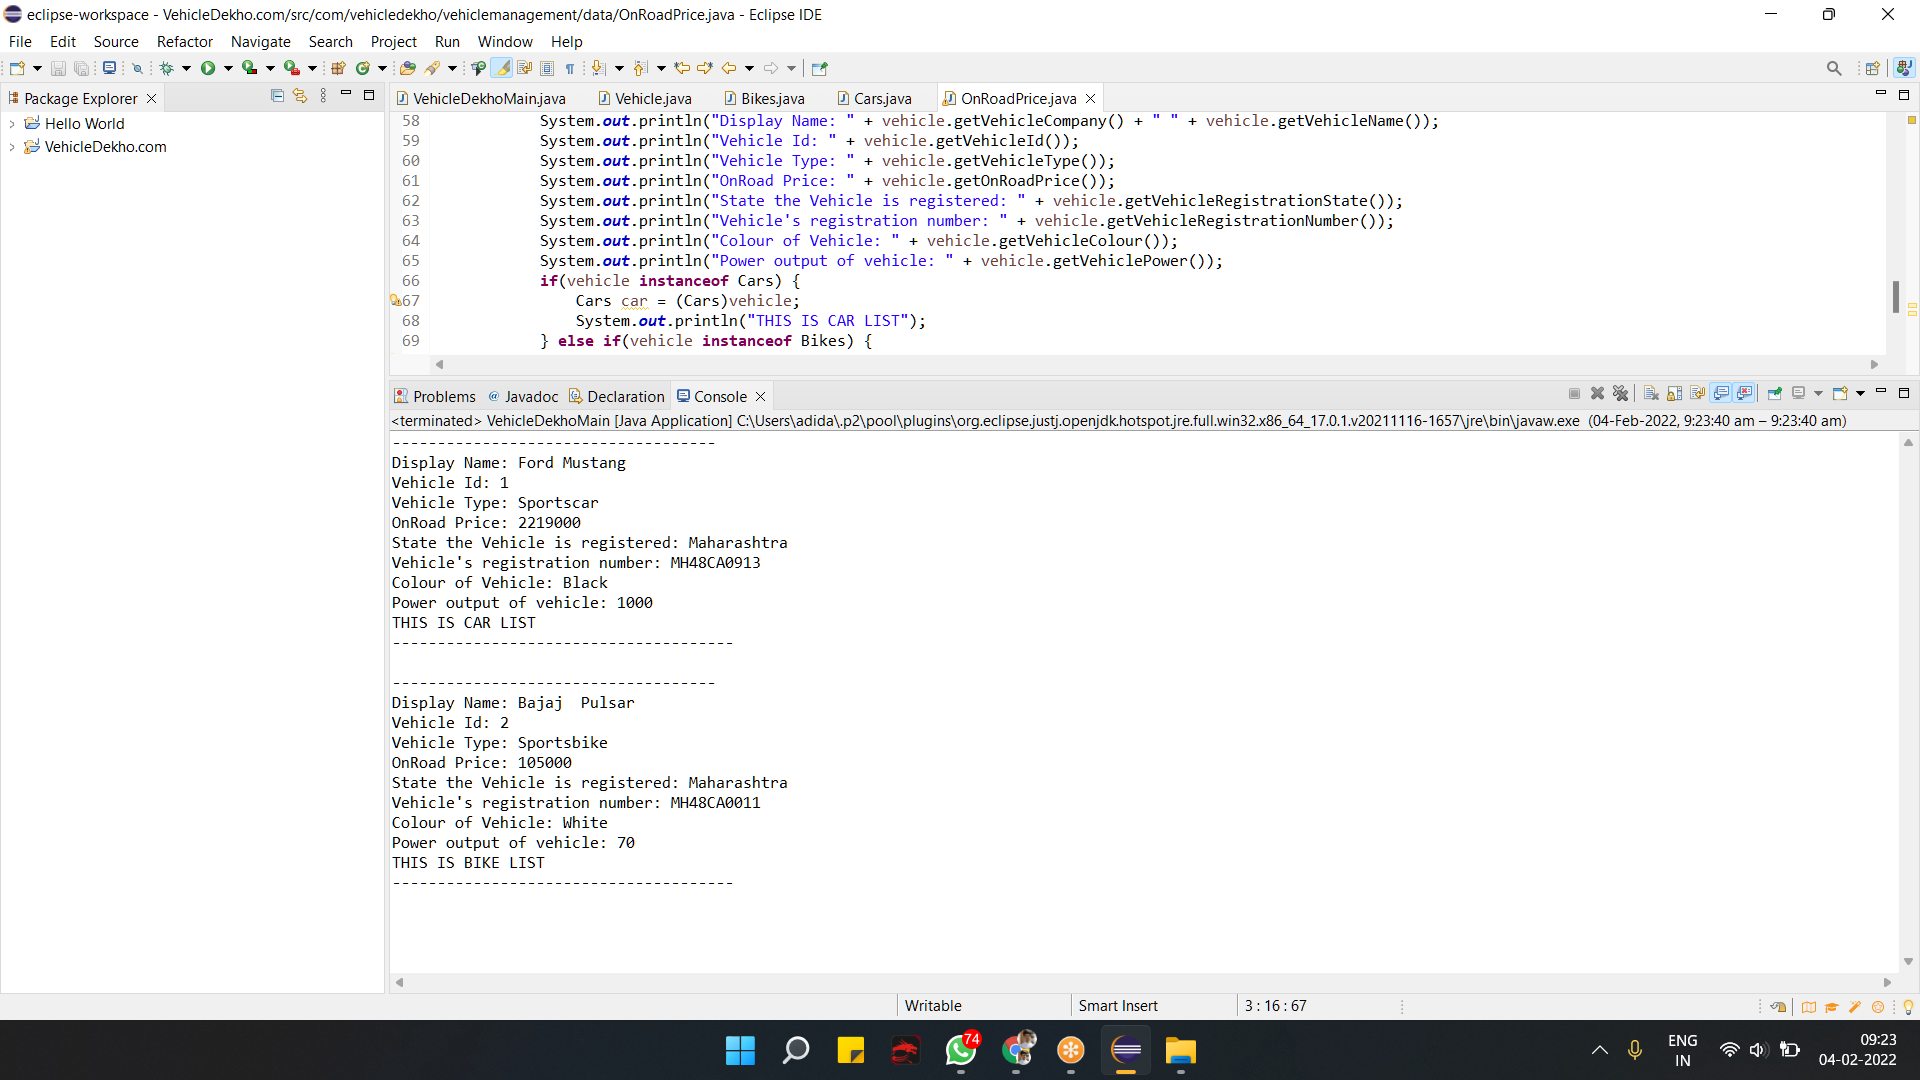 eclipse-workspace - VehicleDekho.com/src/com/vehicledekho/vehiclemanagement/data/OnRoadPrice.java - Eclipse IDE
File Edit Source Refactor Navigate Search Project Run Window Help
Package Explorer
Hello World
VehicleDekho.com
VehicleDekhoMain.java Vehicle.java Bikes.java Cars.java OnRoadPrice.java
58 System.out.println("Display Name: " + vehicle.getVehicleCompany() + " " + vehicle.getVehicleName());
59 System.out.println("Vehicle Id: " + vehicle.getVehicleId());
60 System.out.println("Vehicle Type: " + vehicle.getVehicleType());
61 System.out.println("OnRoad Price: " + vehicle.getOnRoadPrice());
62 System.out.println("State the Vehicle is registered: " + vehicle.getVehicleRegistrationState());
63 System.out.println("Vehicle's registration number: " + vehicle.getVehicleRegistrationNumber());
64 System.out.println("Colour of Vehicle: " + vehicle.getVehicleColour());
65 System.out.println("Power output of vehicle: " + vehicle.getVehiclePower());
66 if(vehicle instanceof Cars) {
67 Cars car = (Cars)vehicle;
68 System.out.println("THIS IS CAR LIST");
69 } else if(vehicle instanceof Bikes) {
Problems @ Javadoc Declaration Console
<terminated> VehicleDekhoMain [Java Application] C:\Users\adida\.p2\pool\plugins\org.eclipse.justj.openjdk.hotspot.jre.full.win32.x86_64_17.0.1.v20211116-1657\jre\bin\javaw.exe (04-Feb-2022, 9:23:40 am – 9:23:40 am)
------------------------------------
Display Name: Ford Mustang
Vehicle Id: 1
Vehicle Type: Sportscar
OnRoad Price: 2219000
State the Vehicle is registered: Maharashtra
Vehicle's registration number: MH48CA0913
Colour of Vehicle: Black
Power output of vehicle: 1000
THIS IS CAR LIST
--------------------------------------
------------------------------------
Display Name: Bajaj  Pulsar
Vehicle Id: 2
Vehicle Type: Sportsbike
OnRoad Price: 105000
State the Vehicle is registered: Maharashtra
Vehicle's registration number: MH48CA0011
Colour of Vehicle: White
Power output of vehicle: 70
THIS IS BIKE LIST
--------------------------------------
Writable Smart Insert 3 : 16 : 67
74
ENG
IN
09:23
04-02-2022